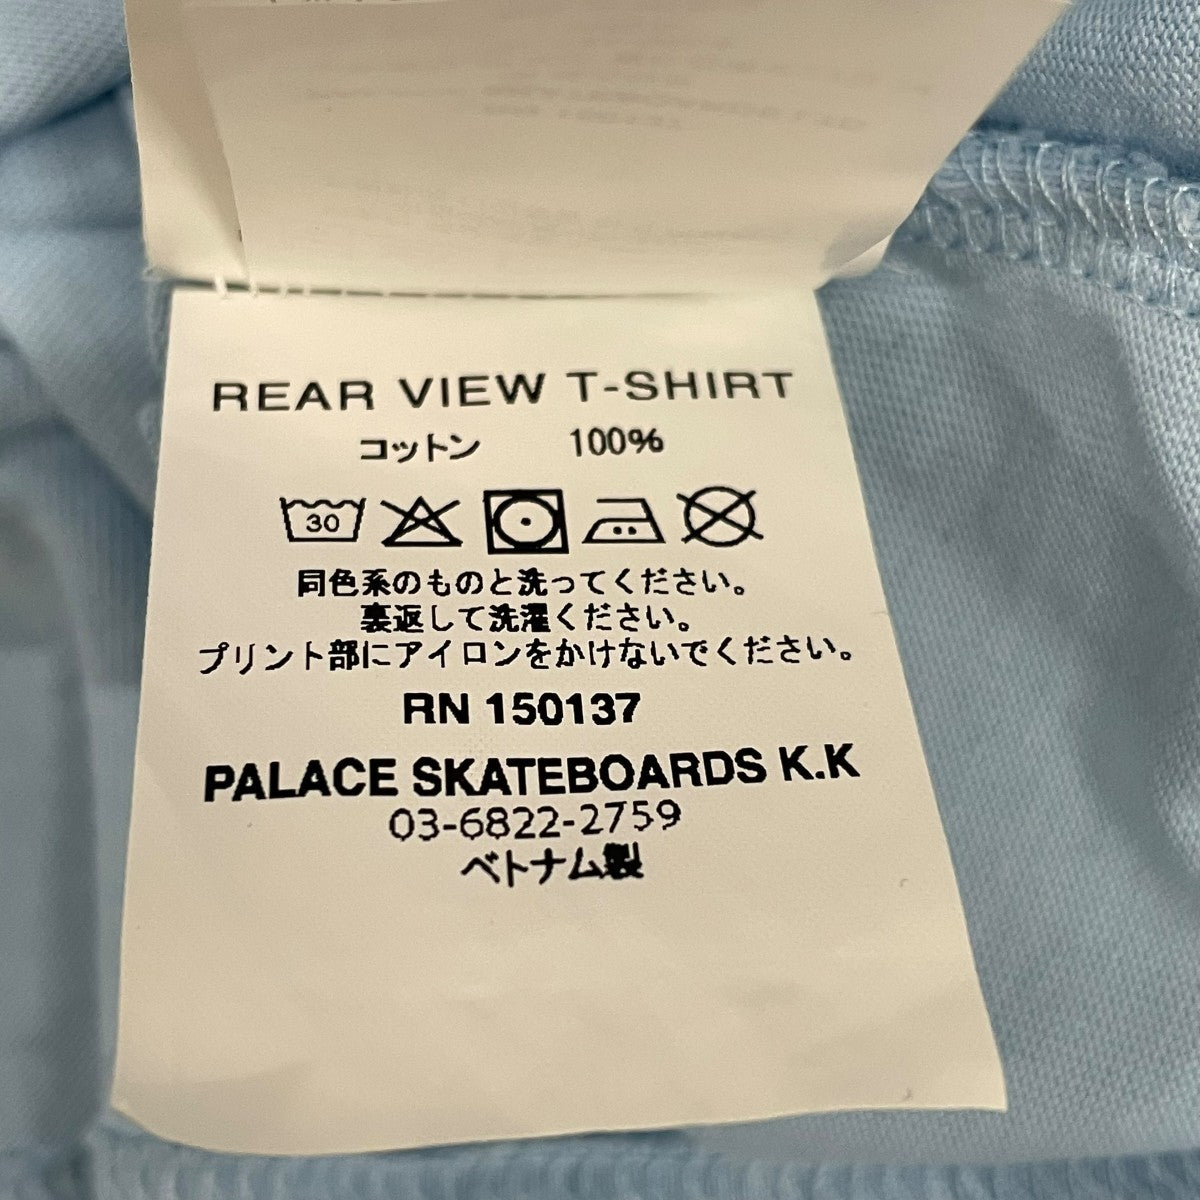 REAR VIEW T-SHIRT
コットン 100%
30
同色系のものと洗ってください。
裏返して洗濯ください。
プリント部にアイロンをかけないでください。
RN 150137
PALACE SKATEBOARDS K.K
03-6822-2759
ベトナム製